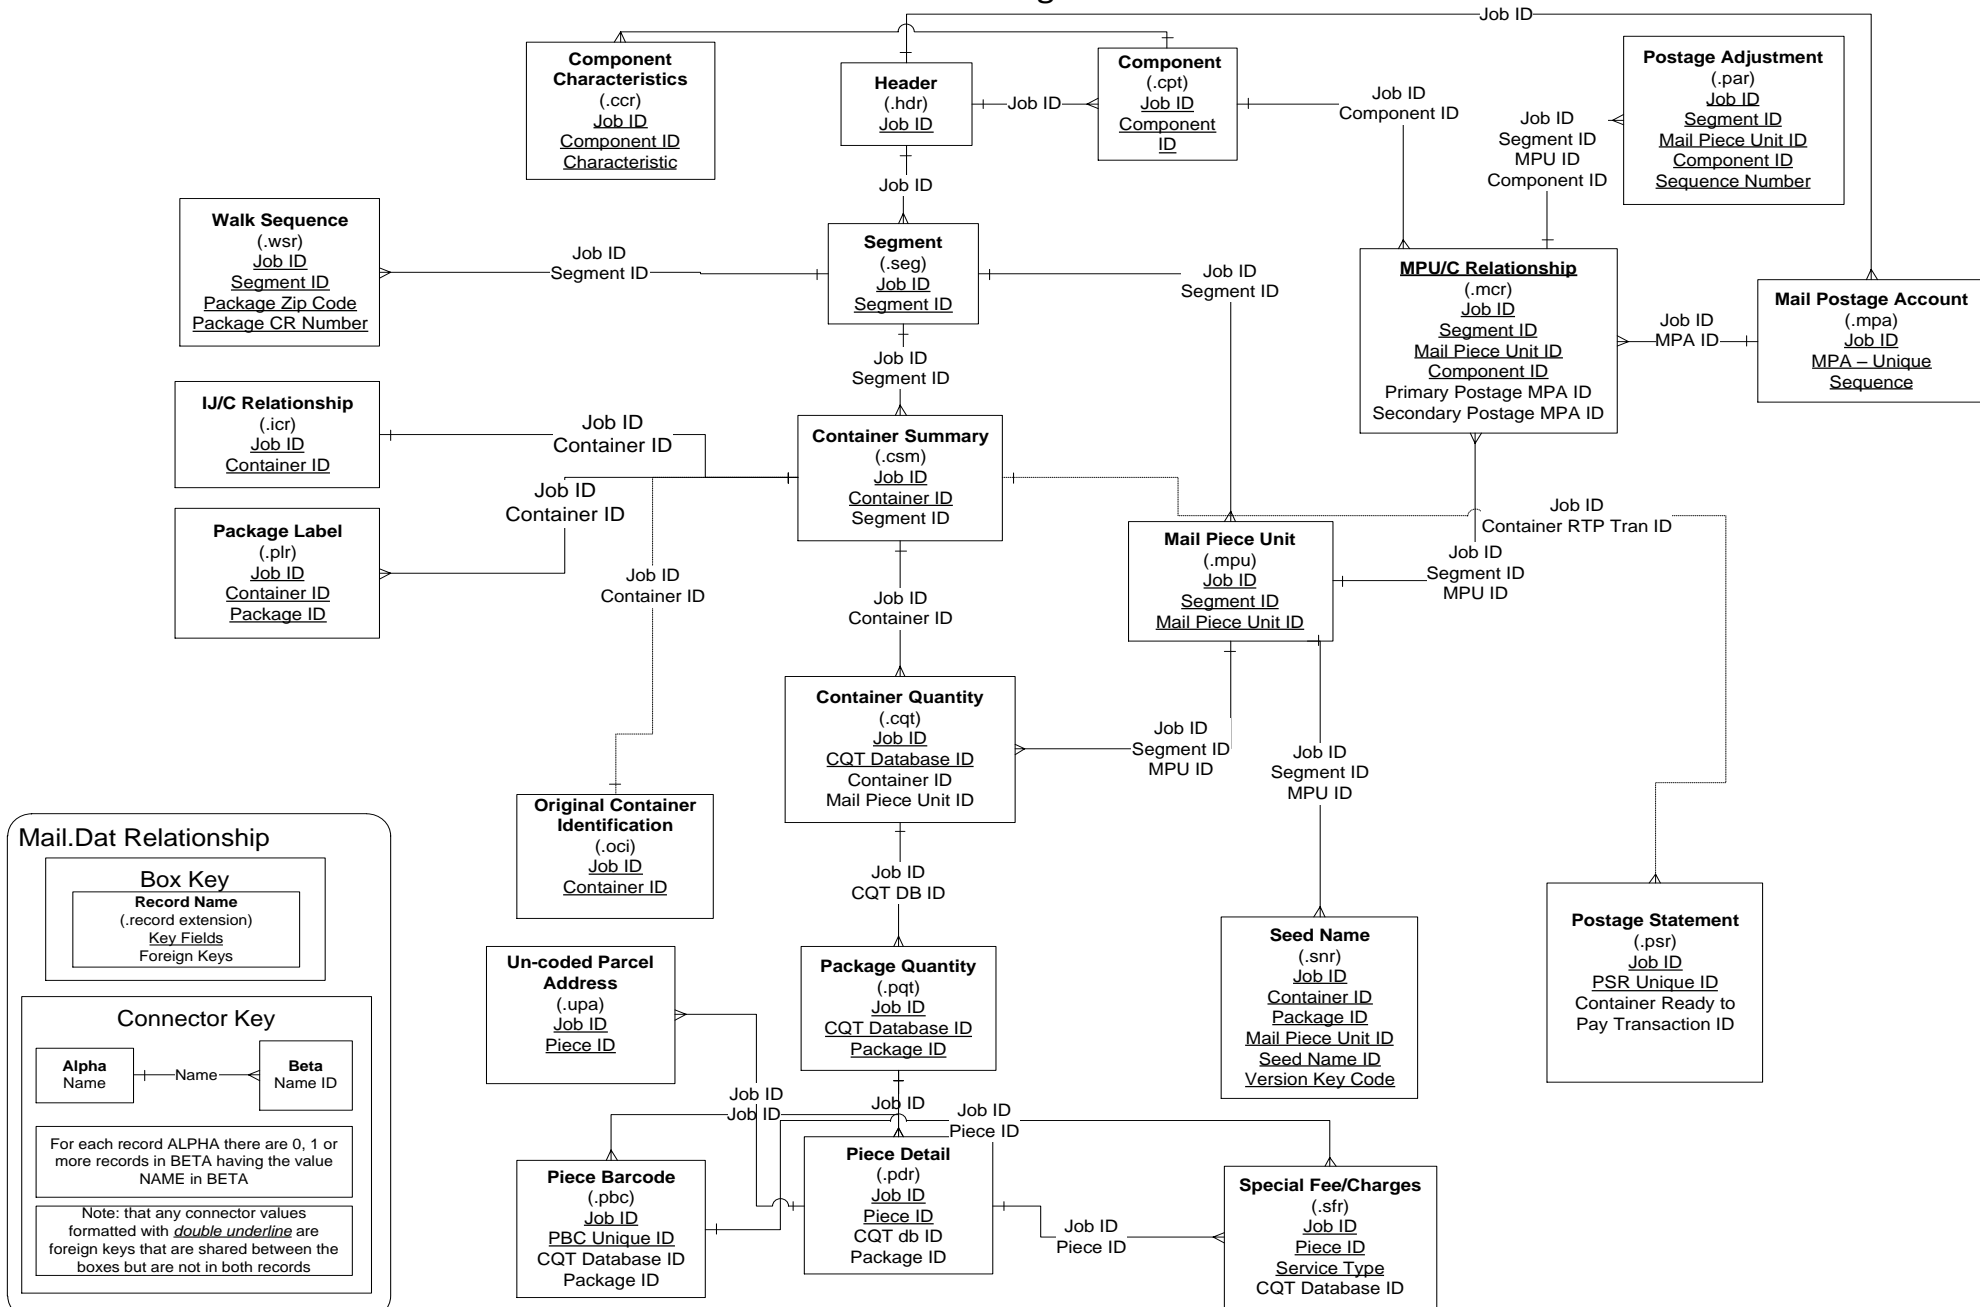 g
Job ID
Component
Characteristics
(.ccr)
Job ID
Component ID
Characteristic
Header
(.hdr)
Job ID
Job ID
Component
(.cpt)
Job ID
Component
ID
Job ID
Component ID
Postage Adjustment
(.par)
Job ID
Segment ID
Mail Piece Unit ID
Component ID
Sequence Number
Job ID
Segment ID
MPU ID
Component ID
Job ID
Walk Sequence
(.wsr)
Job ID
Segment ID
Package Zip Code
Package CR Number
Job ID
Segment ID
Segment
(.seg)
Job ID
Segment ID
Job ID
Segment ID
MPU/C Relationship
(.mcr)
Job ID
Segment ID
Mail Piece Unit ID
Component ID
Primary Postage MPA ID
Secondary Postage MPA ID
Job ID
MPA ID
Mail Postage Account
(.mpa)
Job ID
MPA – Unique
Sequence
Job ID
Segment ID
IJ/C Relationship
(.icr)
Job ID
Container ID
Job ID
Container ID
Container Summary
(.csm)
Job ID
Container ID
Segment ID
Package Label
(.plr)
Job ID
Container ID
Package ID
Job ID
Container ID
Job ID
Container ID
Job ID
Container ID
Mail Piece Unit
(.mpu)
Job ID
Segment ID
Mail Piece Unit ID
Job ID
Container RTP Tran ID
Job ID
Segment ID
MPU ID
Container Quantity
(.cqt)
Job ID
CQT Database ID
Container ID
Mail Piece Unit ID
Job ID
Segment ID
MPU ID
Job ID
Segment ID
MPU ID
Original Container
Identification
(.oci)
Job ID
Container ID
Job ID
CQT DB ID
Mail.Dat Relationship
Box Key
Record Name
(.record extension)
Key Fields
Foreign Keys
Connector Key
Alpha
Name
Name
Beta
Name ID
For each record ALPHA there are 0, 1 or
more records in BETA having the value
NAME in BETA
Note: that any connector values
formatted with double underline are
foreign keys that are shared between the
boxes but are not in both records
Un-coded Parcel
Address
(.upa)
Job ID
Piece ID
Package Quantity
(.pqt)
Job ID
CQT Database ID
Package ID
Seed Name
(.snr)
Job ID
Container ID
Package ID
Mail Piece Unit ID
Seed Name ID
Version Key Code
Postage Statement
(.psr)
Job ID
PSR Unique ID
Container Ready to
Pay Transaction ID
Job ID
Job ID
Job ID
Job ID
Piece ID
Piece Barcode
(.pbc)
Job ID
PBC Unique ID
CQT Database ID
Package ID
Piece Detail
(.pdr)
Job ID
Piece ID
CQT db ID
Package ID
Job ID
Piece ID
Special Fee/Charges
(.sfr)
Job ID
Piece ID
Service Type
CQT Database ID